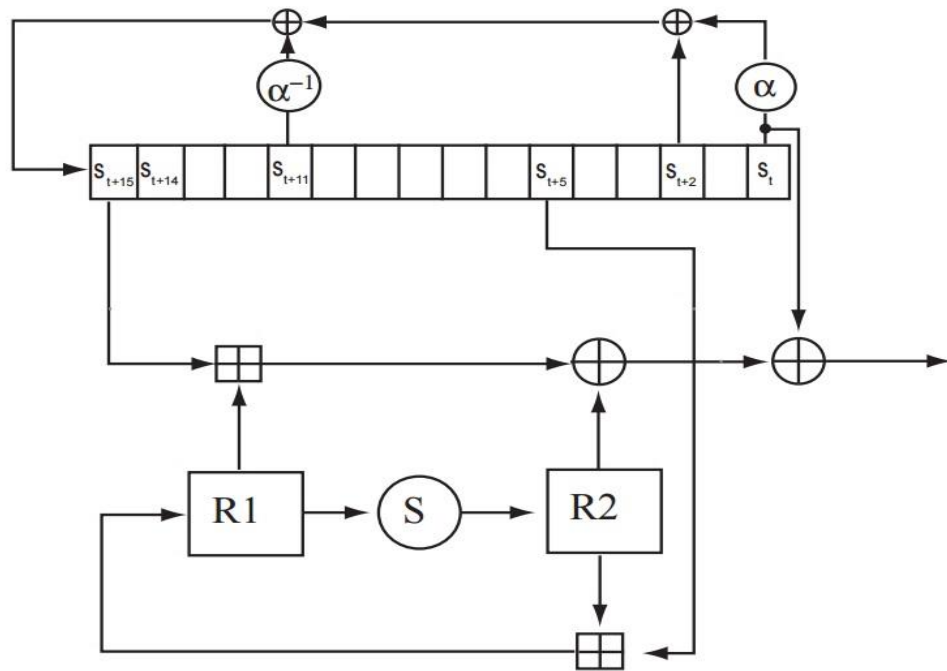 α⁻¹
α
S_{t+15} S_{t+14} S_{t+11} S_{t+5} S_{t+2} S_t
R1 S R2